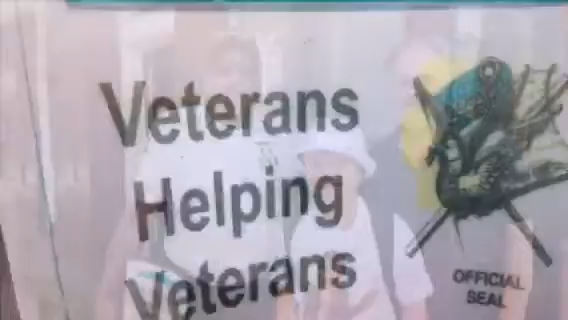 Veterans
Helping
Veterans
OFFICIAL
SEAL